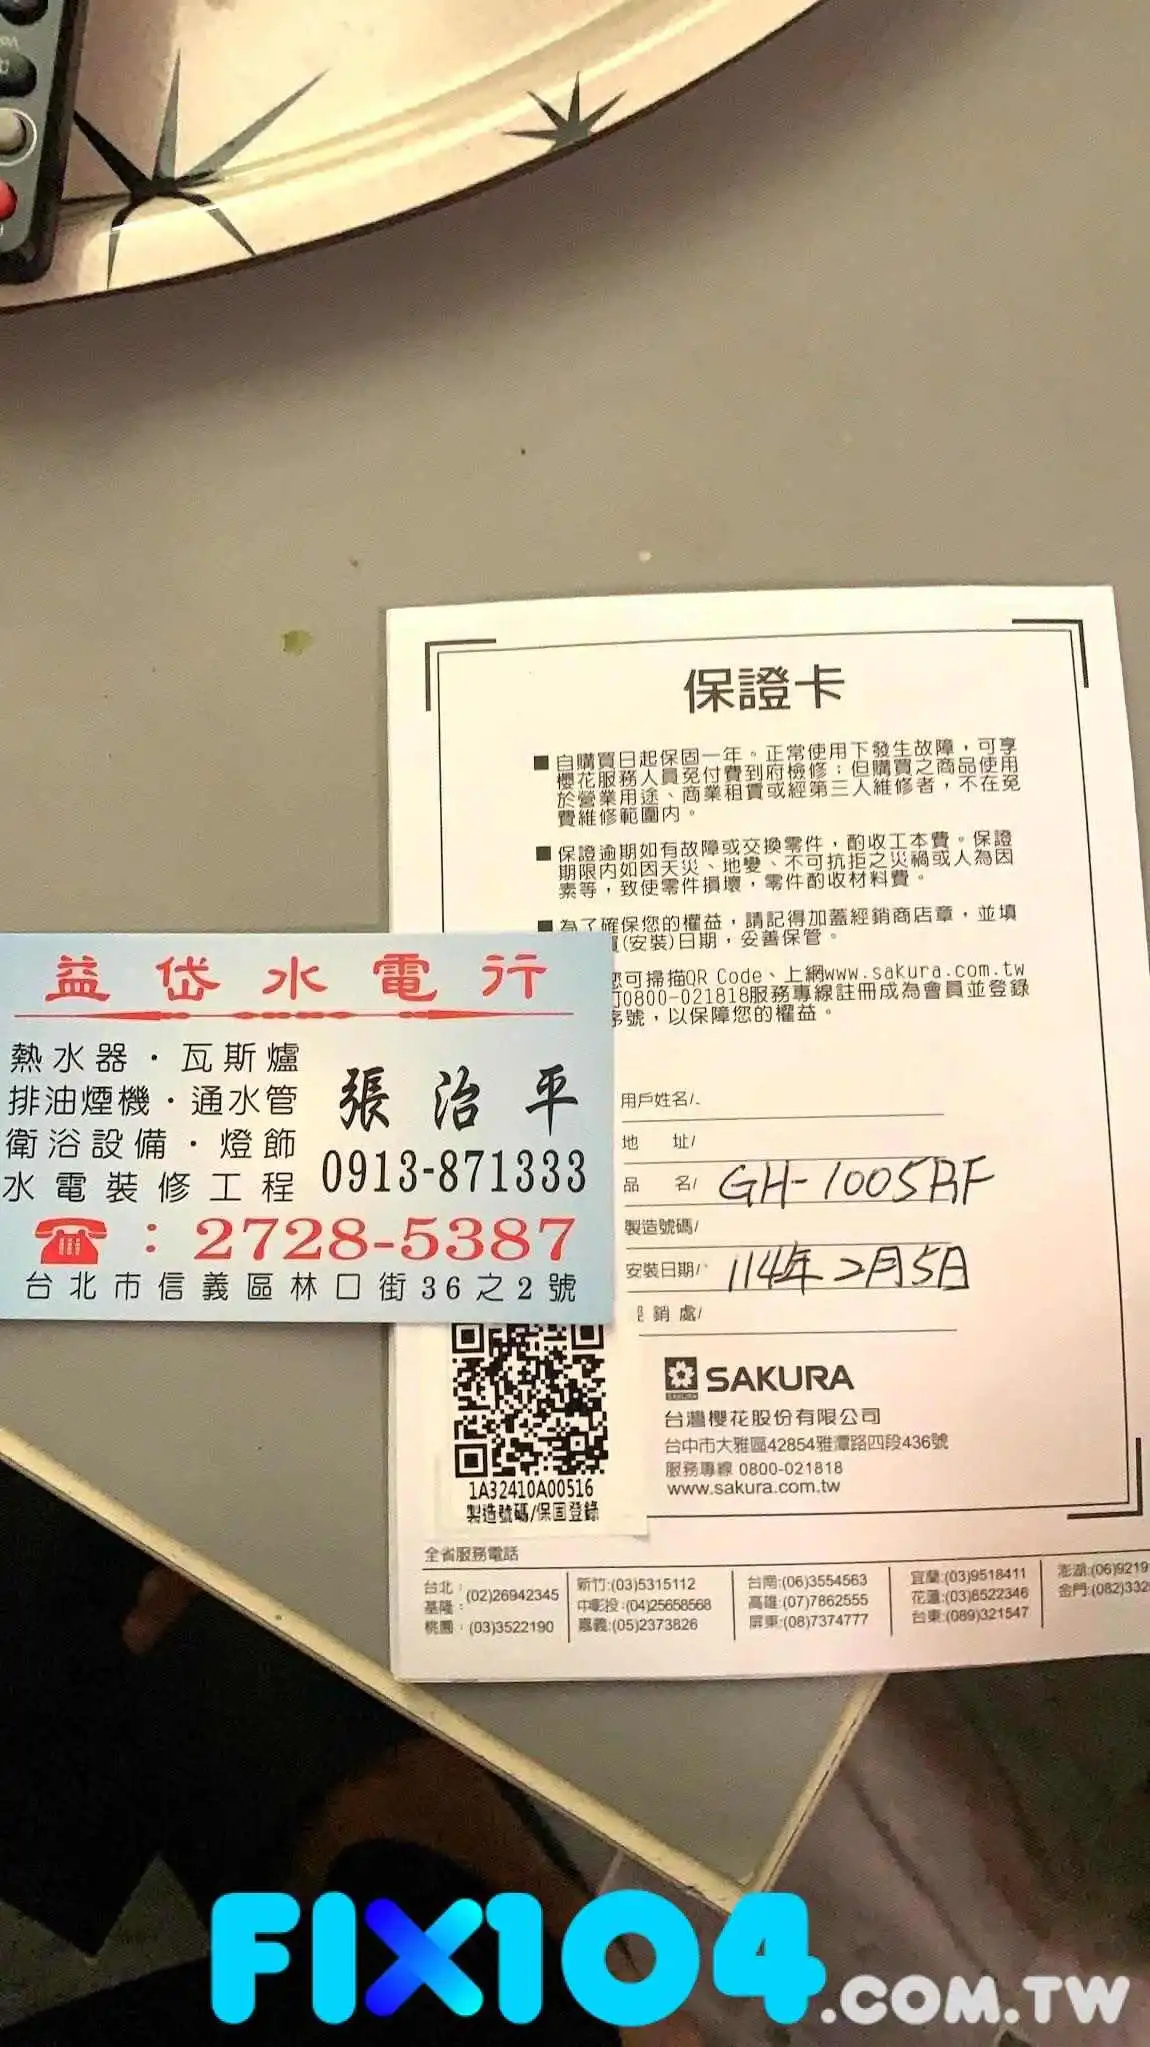 保證卡
■自購買日起保固一年。正常使用下發生故障，可享
櫻花服務人員免付費到府檢修；但購買之商品使用
於營業用途、商業租賃或經第三人維修者，不在免
費維修範圍內。
■保證逾期如有故障或交換零件，酌收工本費。保證
期限內如因天災、地變、不可抗拒之災禍或人為因
素等，致使零件損壞，零件酌收材料費。
■為了確保您的權益，請記得加蓋經銷商店章，並填
(安裝)日期，妥善保管。
您可掃描QR Code、上網www.sakura.com.tw
0800-021818服務專線註冊成為會員並登錄
序號，以保障您的權益。
用戶姓名/
地 址/
品 名/ GH-1005RF
製造號碼/
安裝日期/ 114年2月5日
銷處/
SAKURA
SAKURA
台灣櫻花股份有限公司
台中市大雅區42854雅潭路四段436號
服務專線 0800-021818
www.sakura.com.tw
益岱水電行
熱水器・瓦斯爐
排油煙機・通水管
衛浴設備・燈飾
水電裝修工程
張治平
0913-871333
☎：2728-5387
台北市信義區林口街36之2號
1A32410A00516
製造號碼/保固登錄
全省服務電話
台北：
基隆：
(02)26942345
桃園：(03)3522190
新竹:(03)5315112
中彰投:(04)25658568
嘉義:(05)2373826
台南:(06)3554563
高雄:(07)7862555
屏東:(08)7374777
宜蘭:(03)9518411
花蓮:(03)8522346
台東:(089)321547
澎湖:(06)9219
金門:(082)332
FIX104.COM.TW